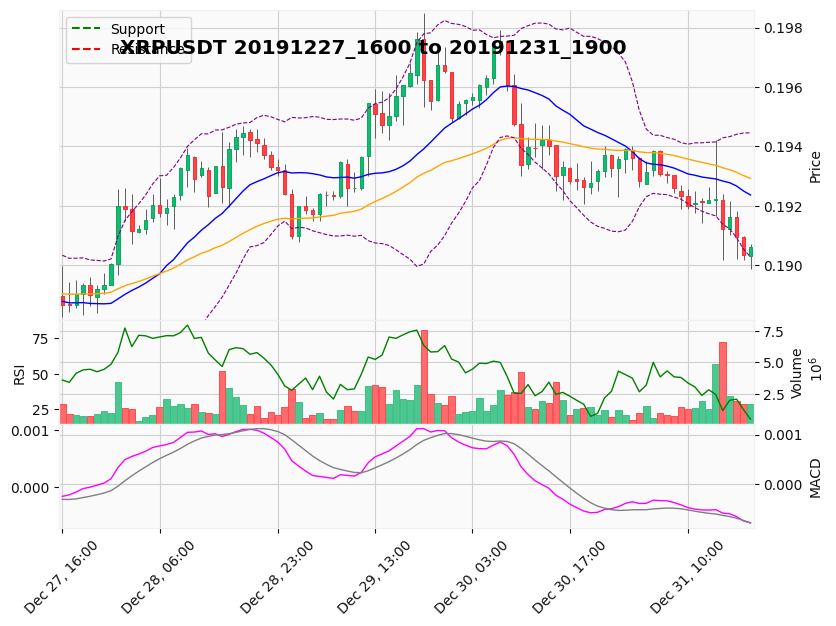 XRPUSDT 20191227_1600 to 20191231_1900
Support
Resistance
0.198
0.196
0.194
0.192
0.190
Price
75
50
25
RSI
7.5
5.0
2.5
Volume
10^6
0.001
0.000
0.001
0.000
MACD
Dec 27, 16:00
Dec 28, 06:00
Dec 28, 23:00
Dec 29, 13:00
Dec 30, 03:00
Dec 30, 17:00
Dec 31, 10:00